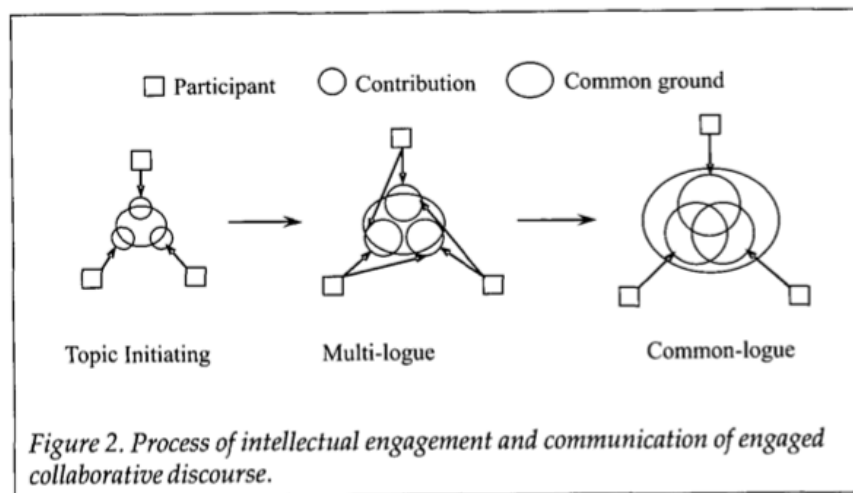 Participant Contribution Common ground
Topic Initiating Multi-logue Common-logue
Figure 2. Process of intellectual engagement and communication of engaged
collaborative discourse.